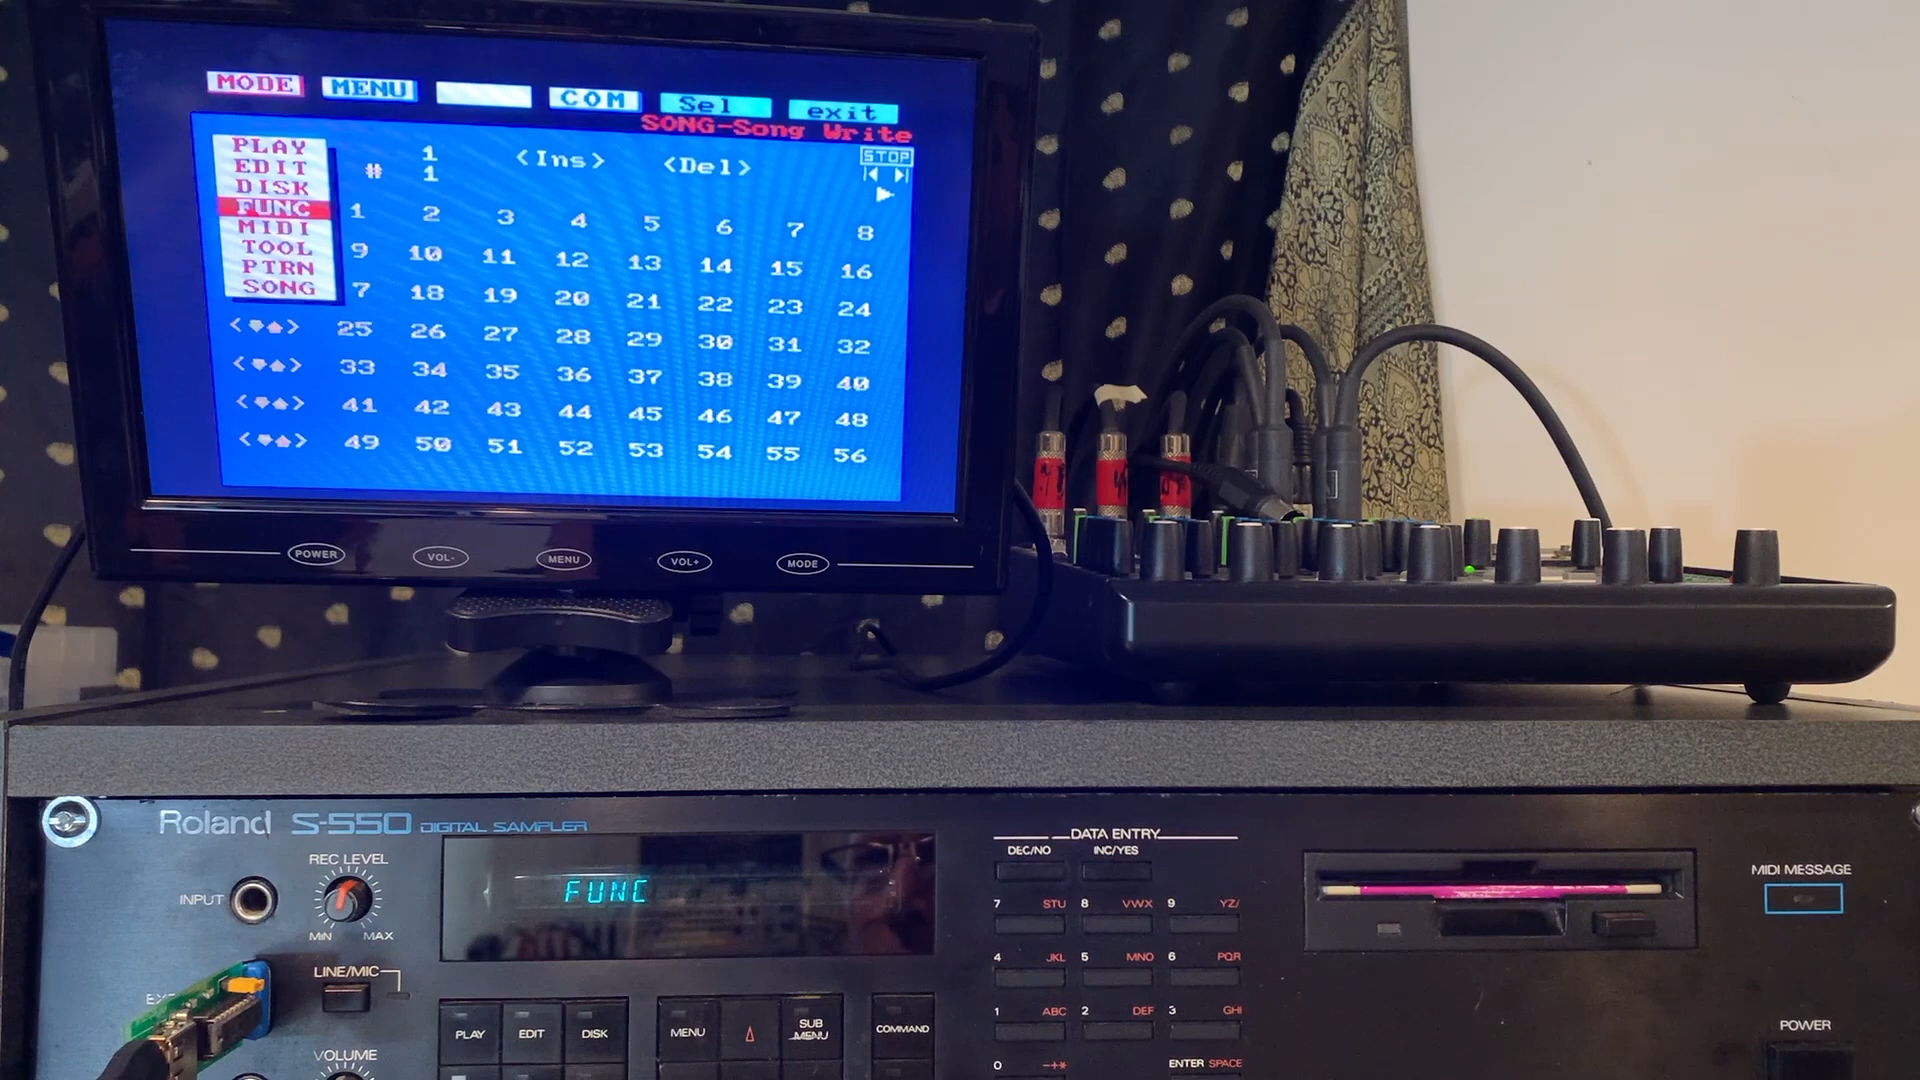 MODE MENU COM Sel exit
SONG-Song Write
PLAY
EDIT
DISK
FUNC
MIDI
TOOL
PTRN
SONG
# 1 <Ins> <Del> STOP
1
1 2 3 4 5 6 7 8
9 10 11 12 13 14 15 16
7 18 19 20 21 22 23 24
25 26 27 28 29 30 31 32
33 34 35 36 37 38 39 40
41 42 43 44 45 46 47 48
49 50 51 52 53 54 55 56
POWER VOL- MENU VOL+ MODE
Roland S-550 DIGITAL SAMPLER
INPUT
REC LEVEL
MIN MAX
LINE/MIC
VOLUME
FUNC
PLAY EDIT DISK MENU SUB MENU COMMAND
DATA ENTRY
DEC/NO INC/YES
7 STU 8 VWX 9 YZ/
4 JKL 5 MNO 6 PQR
1 ABC 2 DEF 3 GHI
0 -+* ENTER SPACE
MIDI MESSAGE
POWER